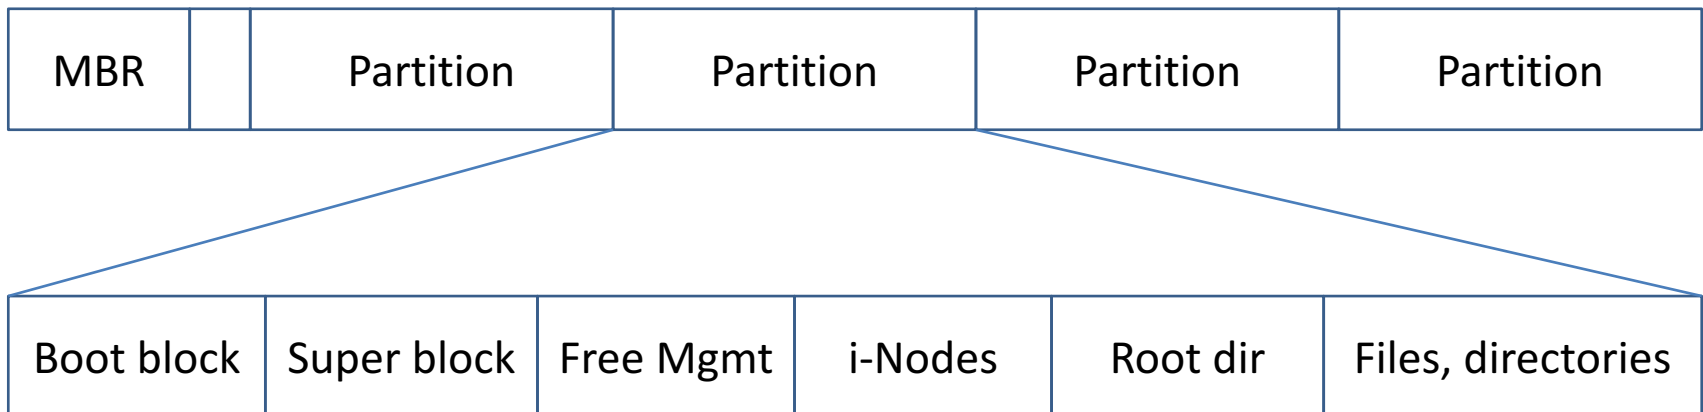 MBR Partition Partition Partition Partition
Boot block Super block Free Mgmt i-Nodes Root dir Files, directories